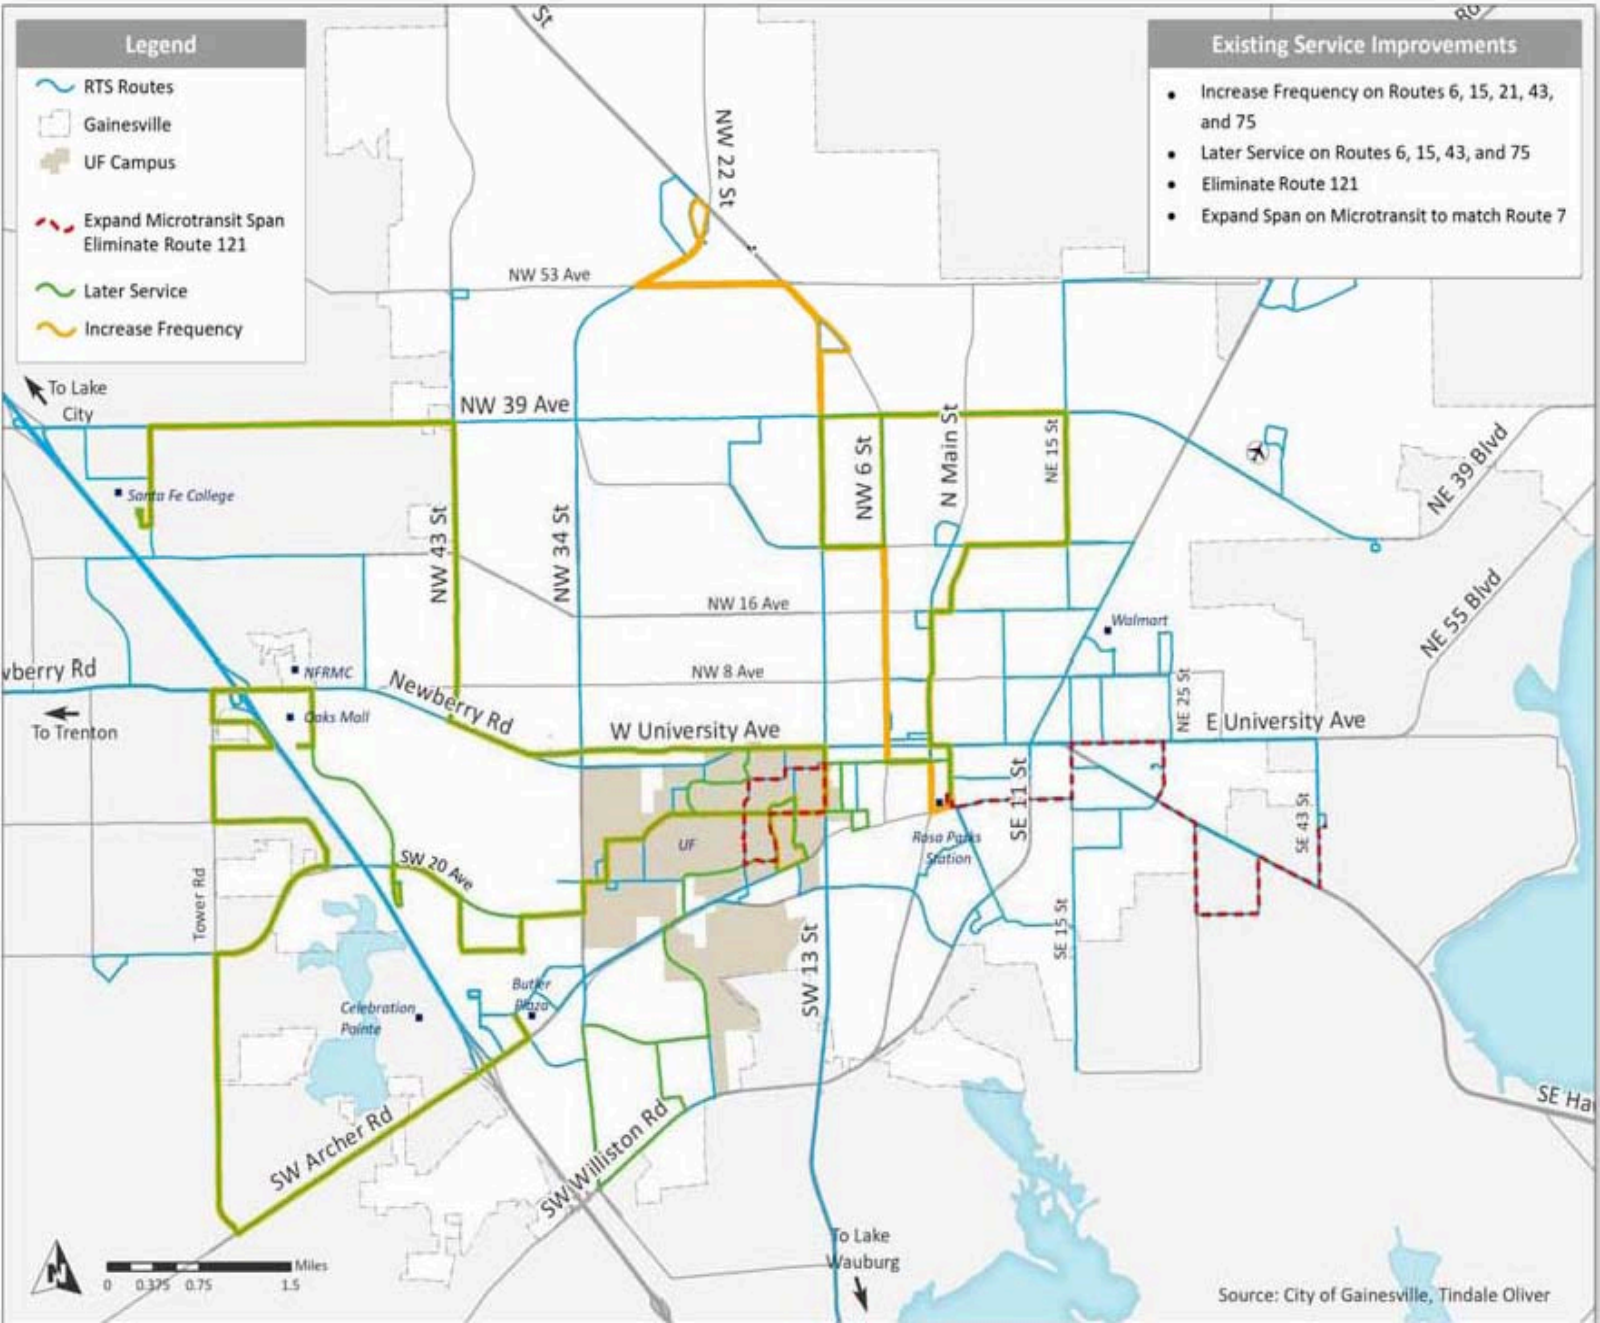 Legend
RTS Routes
Gainesville
UF Campus
Expand Microtransit Span
Eliminate Route 121
Later Service
Increase Frequency
Existing Service Improvements
• Increase Frequency on Routes 6, 15, 21, 43,
and 75
• Later Service on Routes 6, 15, 43, and 75
• Eliminate Route 121
• Expand Span on Microtransit to match Route 7
St
Rd
NW 22 St
NW 53 Ave
To Lake
City
NW 39 Ave
Santa Fe College
NW 43 St
NW 34 St
NW 6 St
N Main St
NE 15 St
NE 39 Blvd
NE 55 Blvd
NW 16 Ave
Walmart
wberry Rd
NFRMC
NW 8 Ave
Newberry Rd
NE 25 St
To Trenton
Oaks Mall
W University Ave
E University Ave
SE 11 St
SE 43 St
UF
Rosa Parks
Station
SW 20 Ave
Tower Rd
SW 13 St
SE 15 St
Butler
Plaza
Celebration
Pointe
SW Archer Rd
SW Williston Rd
SE Ha
To Lake
Wauburg
N
Miles
0 0.375 0.75 1.5
Source: City of Gainesville, Tindale Oliver